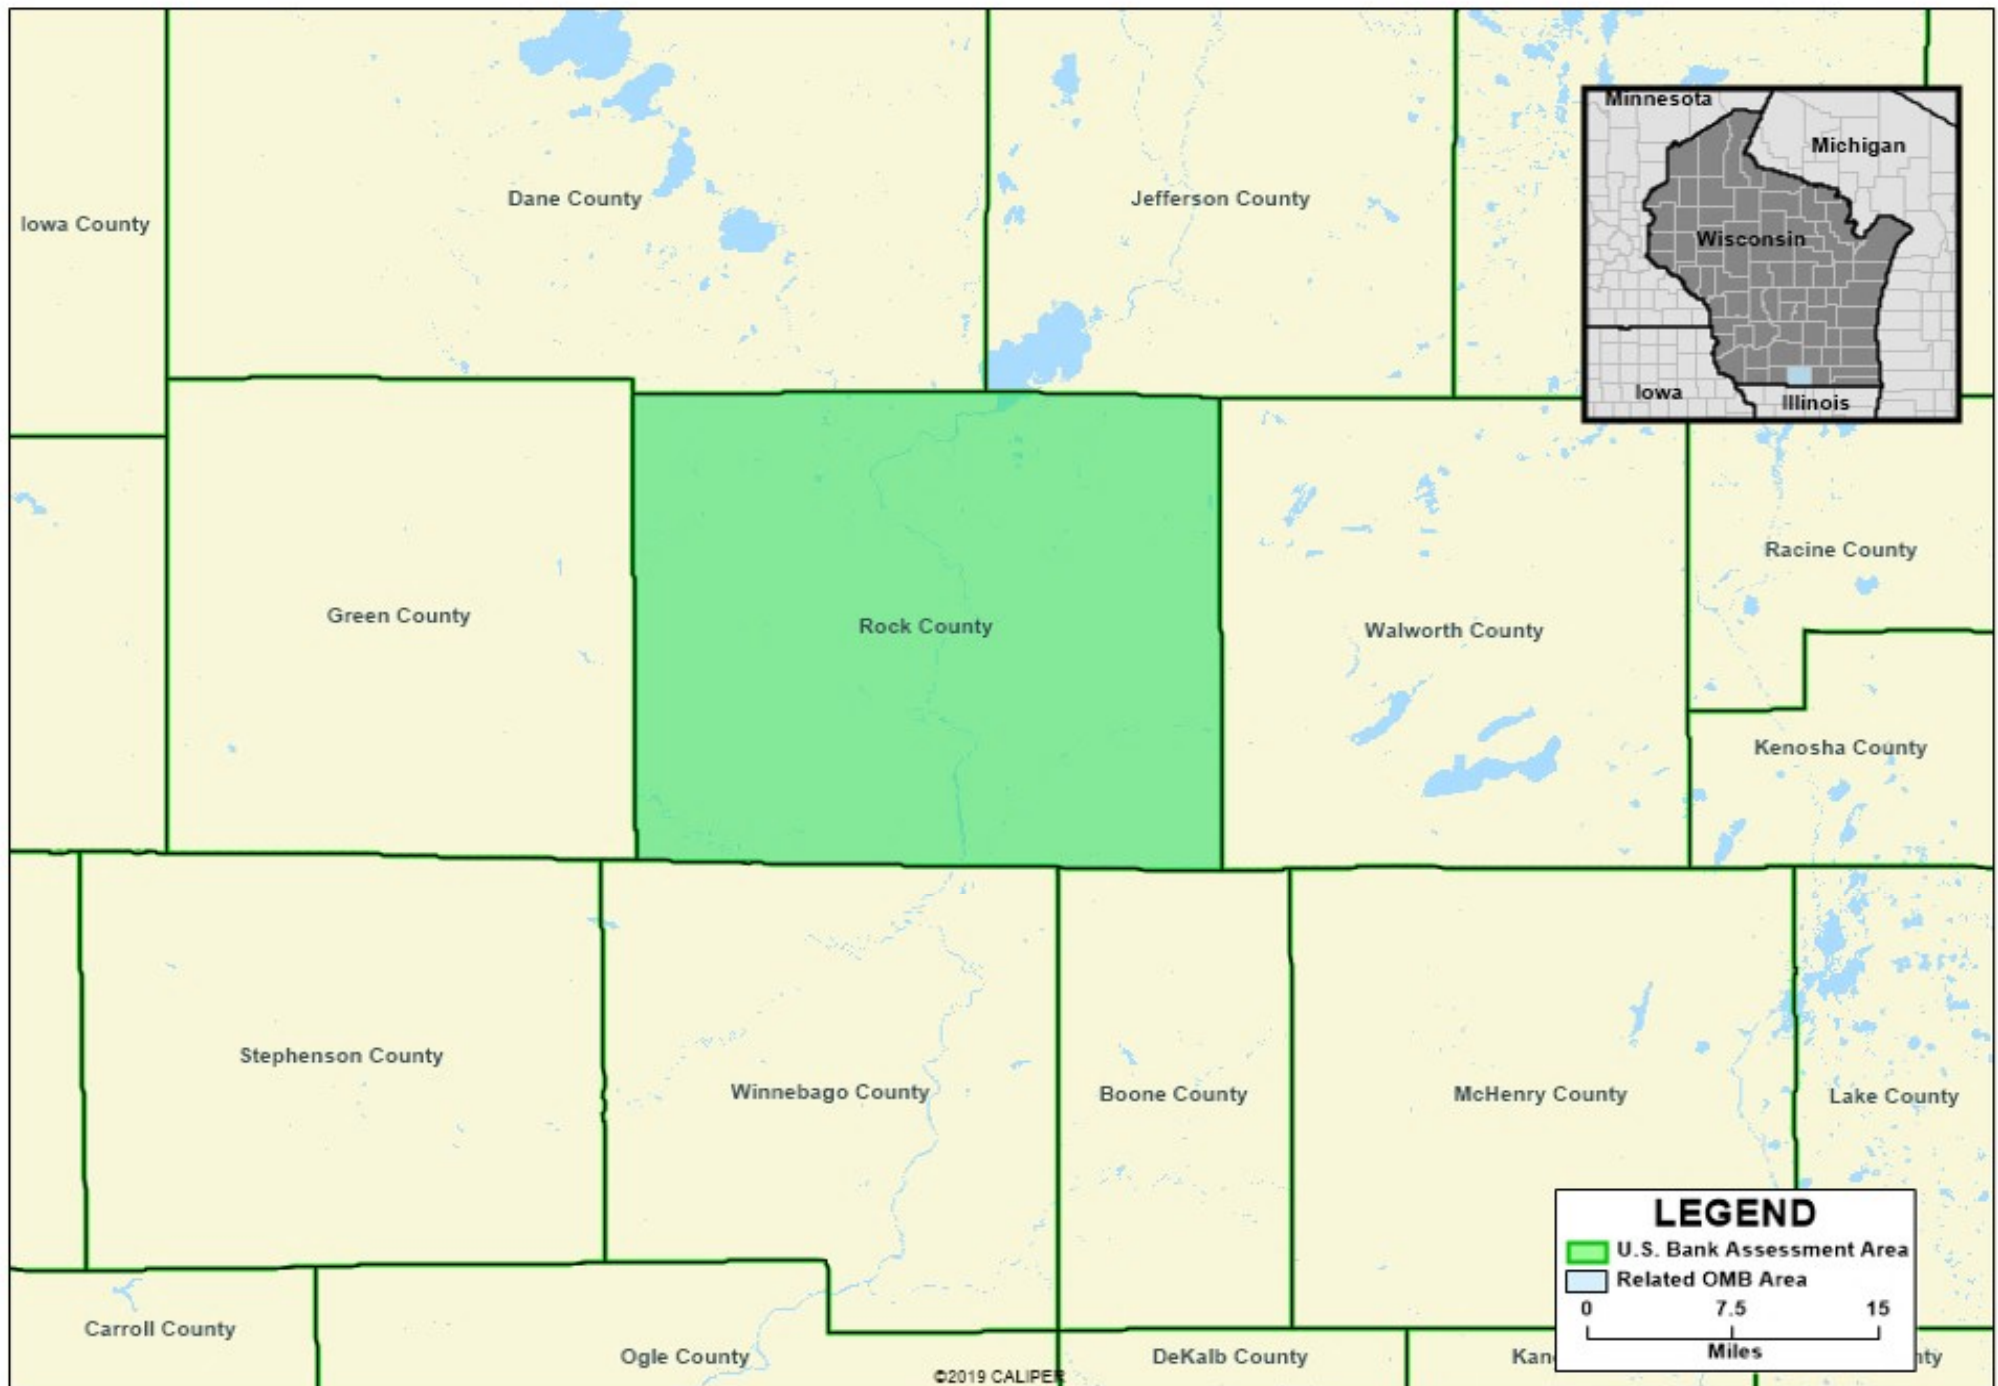 Minnesota
Michigan
Wisconsin
Iowa
Illinois
Dane County
Jefferson County
Iowa County
Racine County
Green County
Rock County
Walworth County
Kenosha County
Stephenson County
Winnebago County
Boone County
McHenry County
Lake County
LEGEND
U.S. Bank Assessment Area
Related OMB Area
0 7.5 15
Miles
Carroll County
Ogle County
DeKalb County
©2019 CALIPER